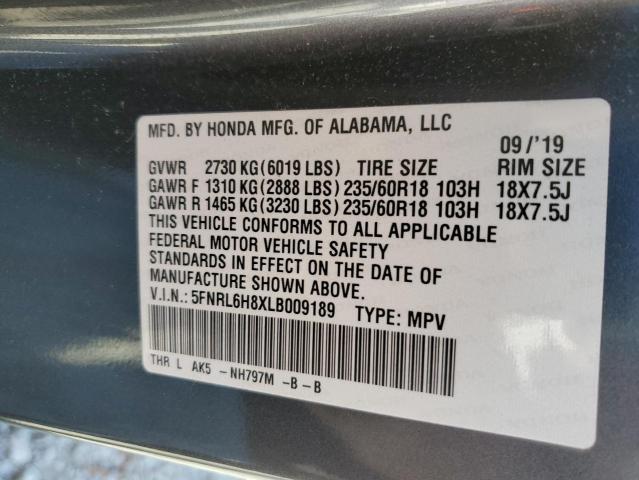 MFD. BY HONDA MFG. OF ALABAMA, LLC
09/'19
GVWR 2730 KG (6019 LBS) TIRE SIZE RIM SIZE
GAWR F 1310 KG (2888 LBS) 235/60R18 103H 18X7.5J
GAWR R 1465 KG (3230 LBS) 235/60R18 103H 18X7.5J
THIS VEHICLE CONFORMS TO ALL APPLICABLE
FEDERAL MOTOR VEHICLE SAFETY
STANDARDS IN EFFECT ON THE DATE OF
MANUFACTURE SHOWN ABOVE.
V.I.N.: 5FNRL6H8XLB009189 TYPE: MPV
THR L AK5 -NH797M -B -B